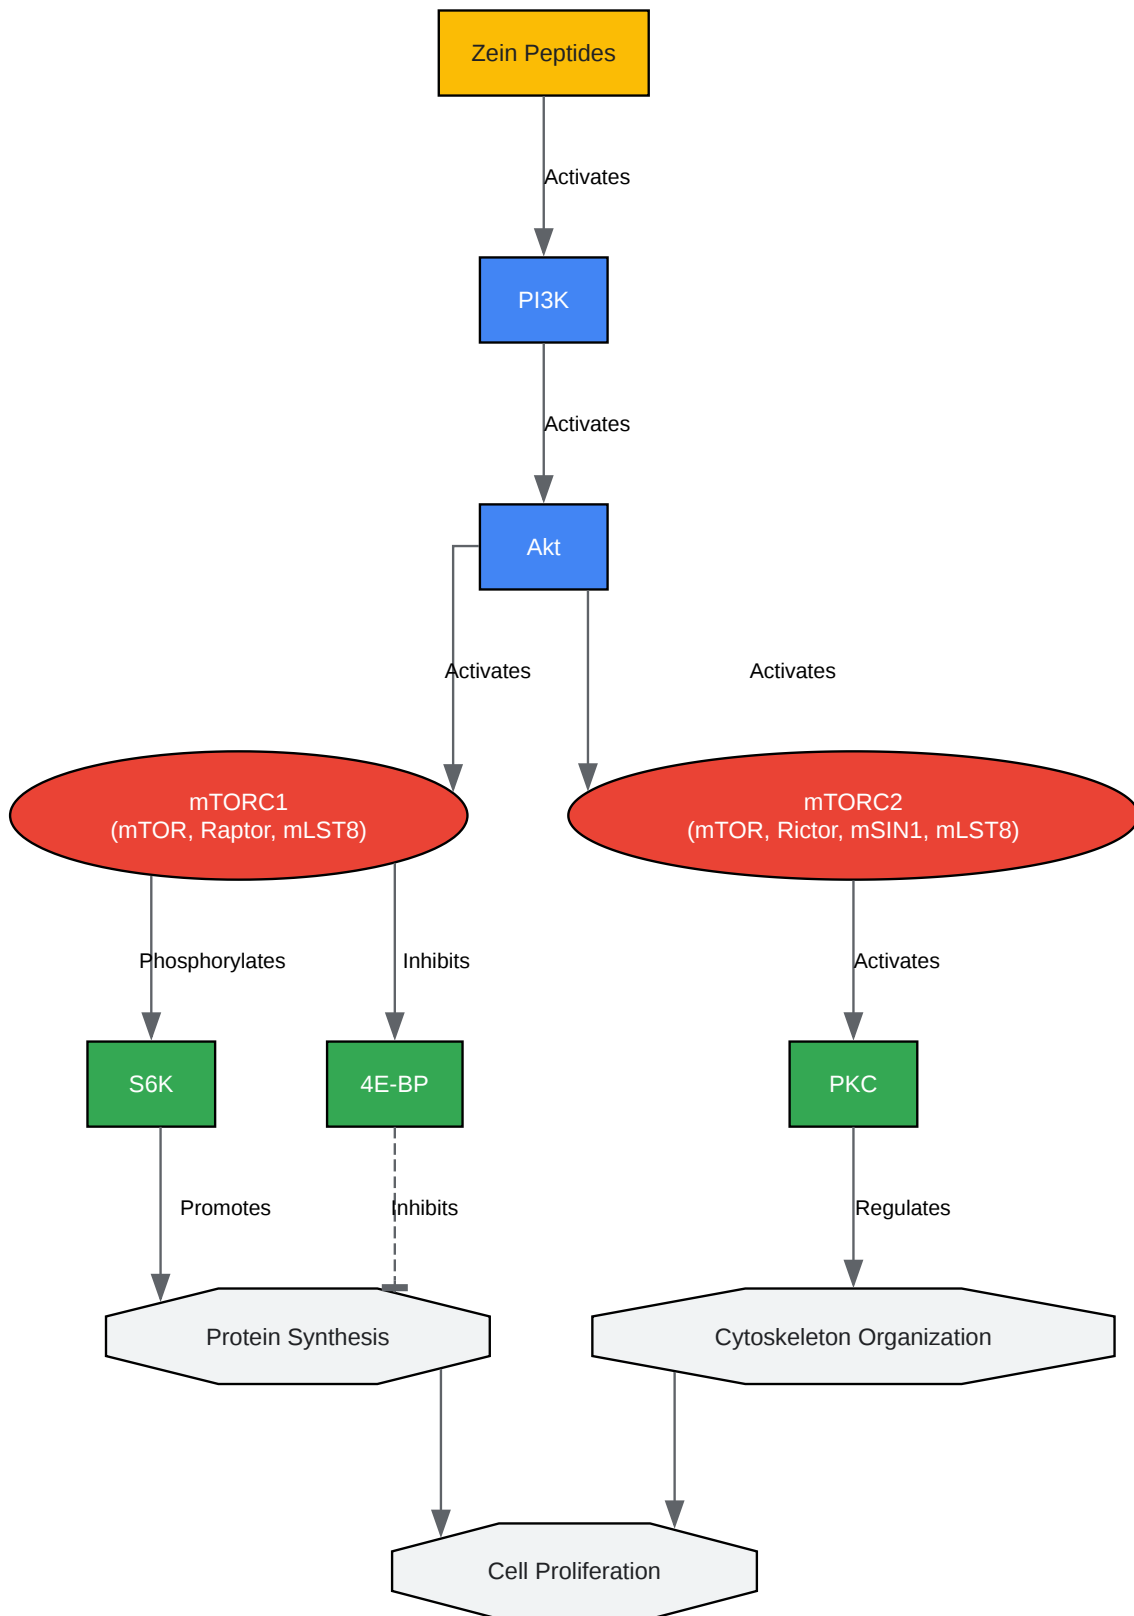 Zein Peptides
Activates
PI3K
Activates
Akt
Activates
Activates
mTORC1
(mTOR, Raptor, mLST8)
mTORC2
(mTOR, Rictor, mSIN1, mLST8)
Phosphorylates
Inhibits
Activates
S6K
4E-BP
PKC
Promotes
Inhibits
Regulates
Protein Synthesis
Cytoskeleton Organization
Cell Proliferation